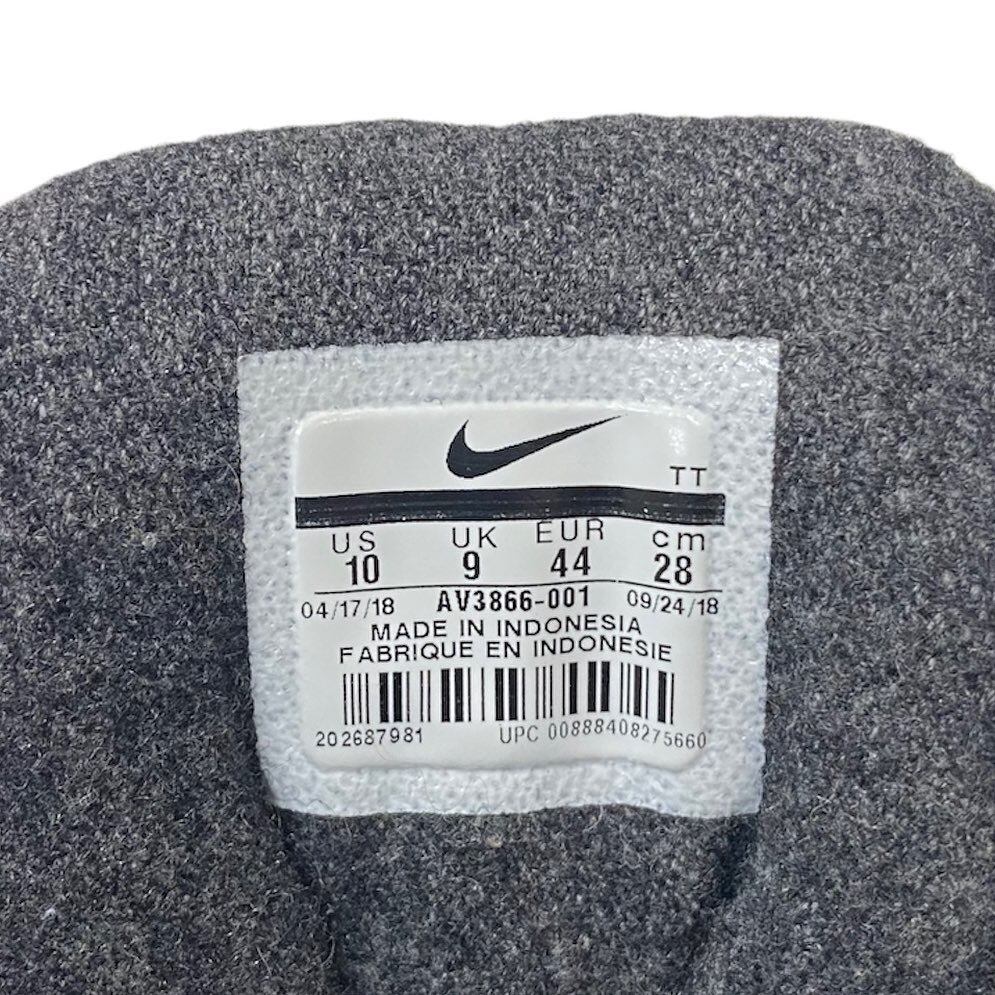 TT
US UK EUR cm
10 9 44 28
04/17/18 AV3866-001 09/24/18
MADE IN INDONESIA
FABRIQUE EN INDONESIE
202687981 UPC 00888408275660